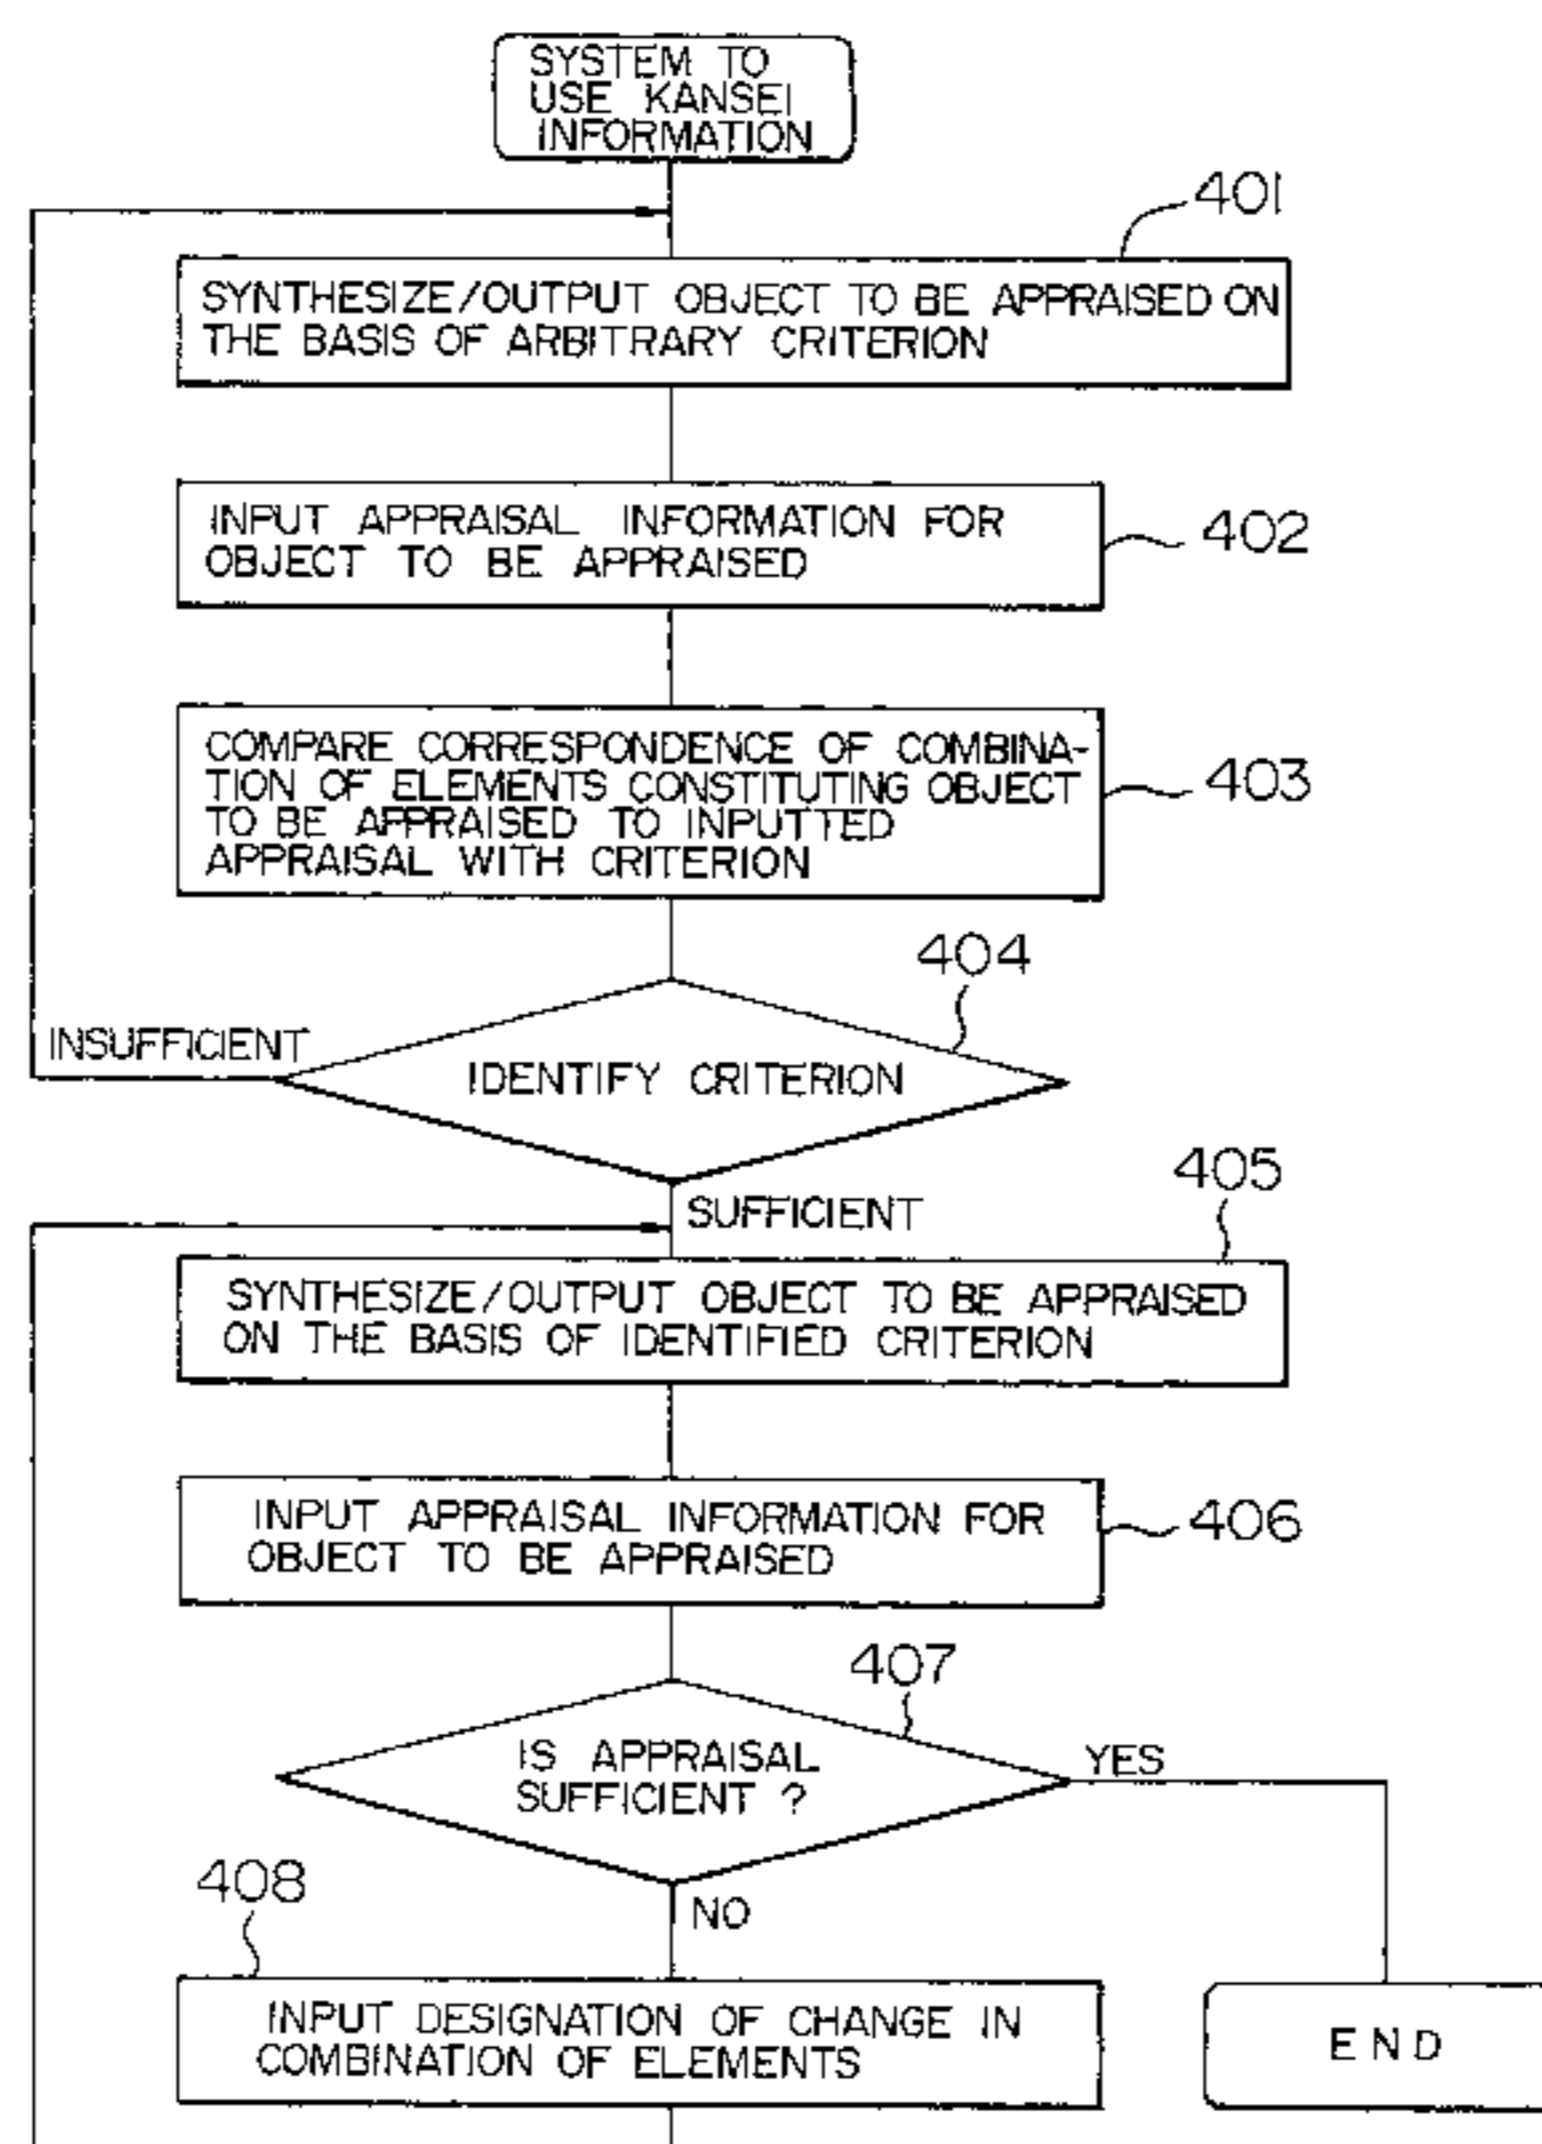 SYSTEM TO
USE KANSEI
INFORMATION
401
SYNTHESIZE/OUTPUT OBJECT TO BE APPRAISED ON
THE BASIS OF ARBITRARY CRITERION
INPUT APPRAISAL INFORMATION FOR
OBJECT TO BE APPRAISED
402
COMPARE CORRESPONDENCE OF COMBINA-
TION OF ELEMENTS CONSTITUTING OBJECT
TO BE APPRAISED TO INPUTTED
APPRAISAL WITH CRITERION
403
404
INSUFFICIENT
IDENTIFY CRITERION
405
SUFFICIENT
SYNTHESIZE/OUTPUT OBJECT TO BE APPRAISED
ON THE BASIS OF IDENTIFIED CRITERION
INPUT APPRAISAL INFORMATION FOR
OBJECT TO BE APPRAISED
406
407
IS APPRAISAL
SUFFICIENT ?
YES
408
NO
INPUT DESIGNATION OF CHANGE IN
COMBINATION OF ELEMENTS
END